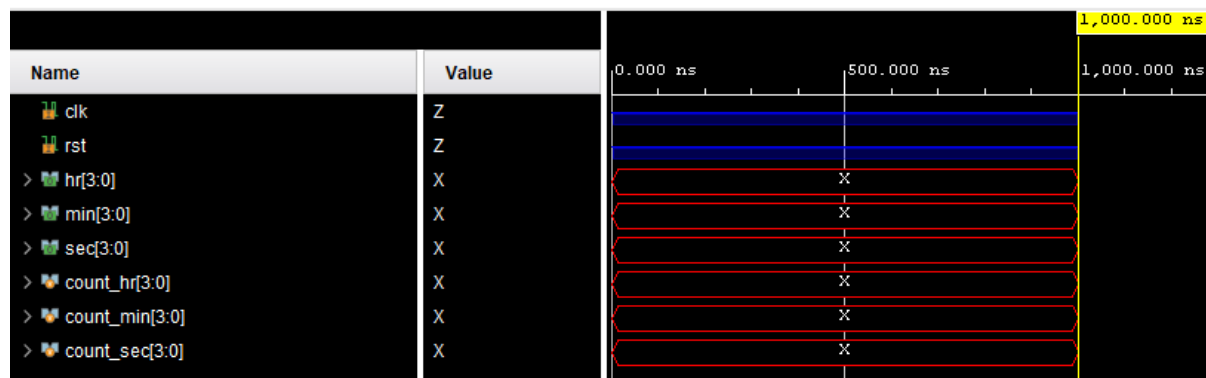 1,000.000 ns
Name Value 0.000 ns 500.000 ns 1,000.000 ns
clk Z
rst Z
> hr[3:0] X X
> min[3:0] X X
> sec[3:0] X X
> count_hr[3:0] X X
> count_min[3:0] X X
> count_sec[3:0] X X